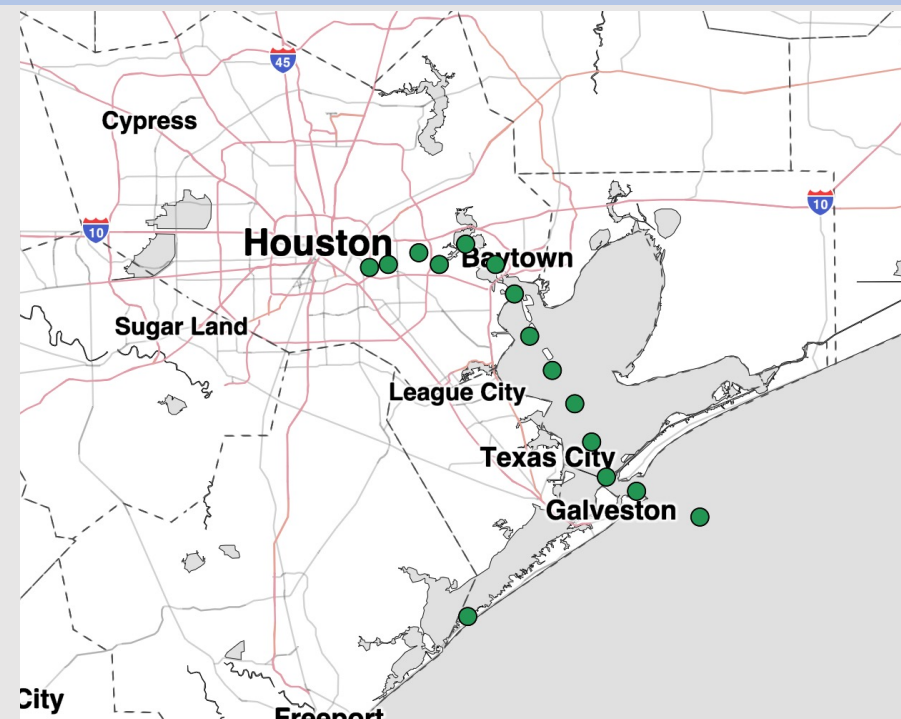 45
Cypress
10
10
Houston
Baytown
Sugar Land
League City
Texas City
Galveston
City
Freeport